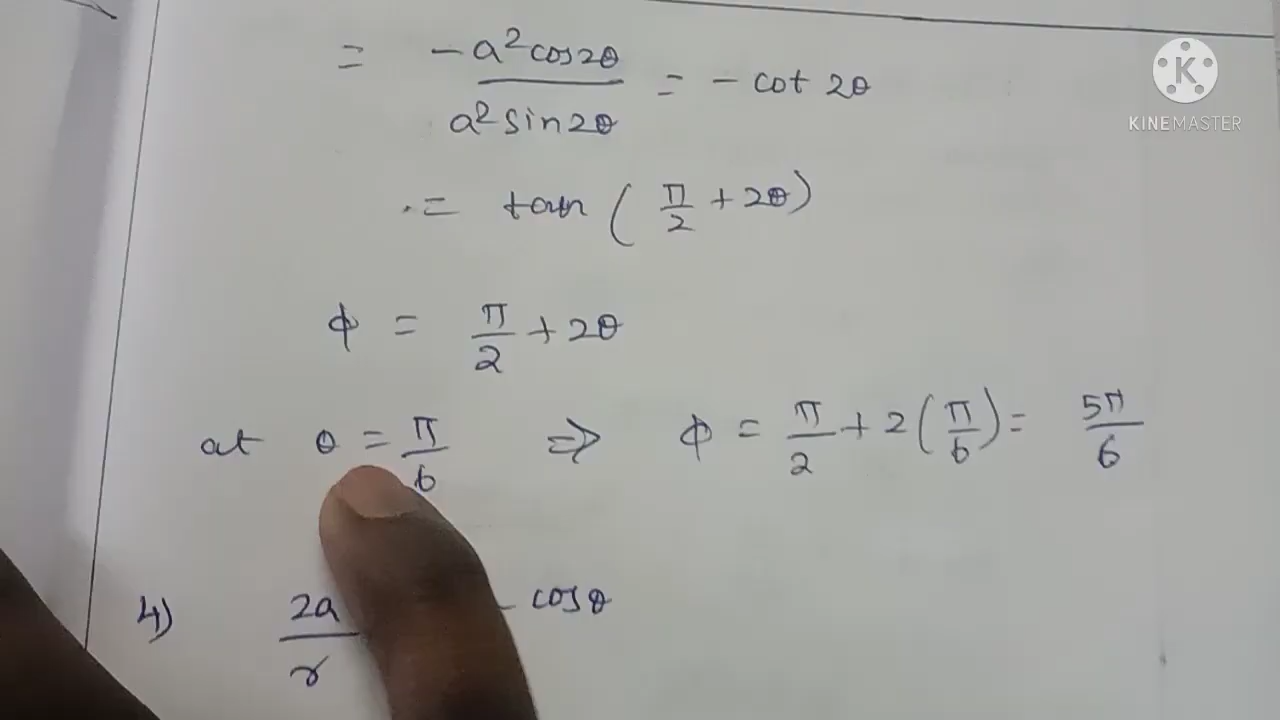 = -a²cos2θ / a²sin2θ = - cot 2θ
K
KINEMASTER
= tan (π/2 + 2θ)
ϕ = π/2 + 2θ
at θ = π/6 ⇒ ϕ = π/2 + 2(π/6) = 5π/6
4) 2a/r - cosθ